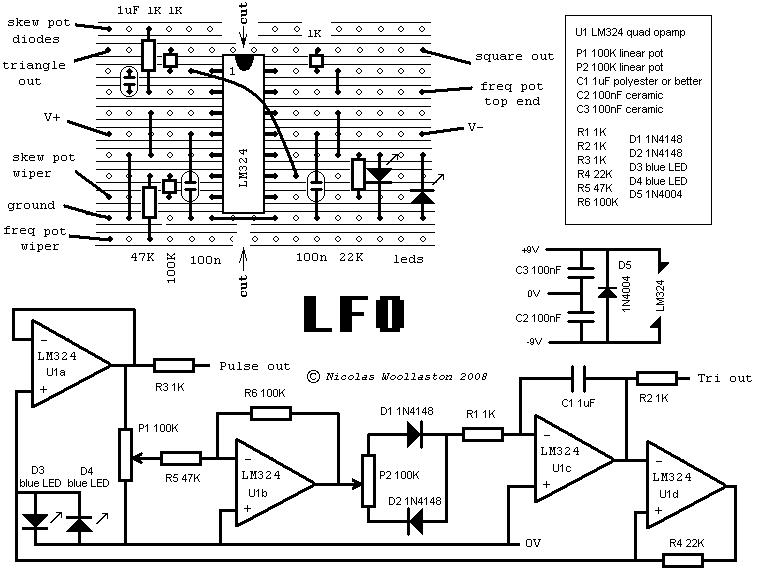 skew pot
diodes
1uF 1K 1K
cut
1K
triangle
out
square out
1
freq pot
top end
V+
V-
LM324
skew pot
wiper
ground
freq pot
wiper
47K
100K
100n
cut
100n
22K
leds
U1 LM324 quad opamp
P1 100K linear pot
P2 100K linear pot
C1 1uF polyester or better
C2 100nF ceramic
C3 100nF ceramic
R1 1K
R2 1K
R3 1K
R4 22K
R5 47K
R6 100K
D1 1N4148
D2 1N4148
D3 blue LED
D4 blue LED
D5 1N4004
+9V
C3 100nF
0V
C2 100nF
-9V
D5
1N4004
LM324
LFO
© Nicolas Woollaston 2008
LM324
U1a
Pulse out
R3 1K
P1 100K
R6 100K
R5 47K
LM324
U1b
D1 1N4148
P2 100K
D2 1N4148
R1 1K
C1 1uF
R2 1K
Tri out
LM324
U1c
LM324
U1d
D3
blue LED
D4
blue LED
0V
R4 22K